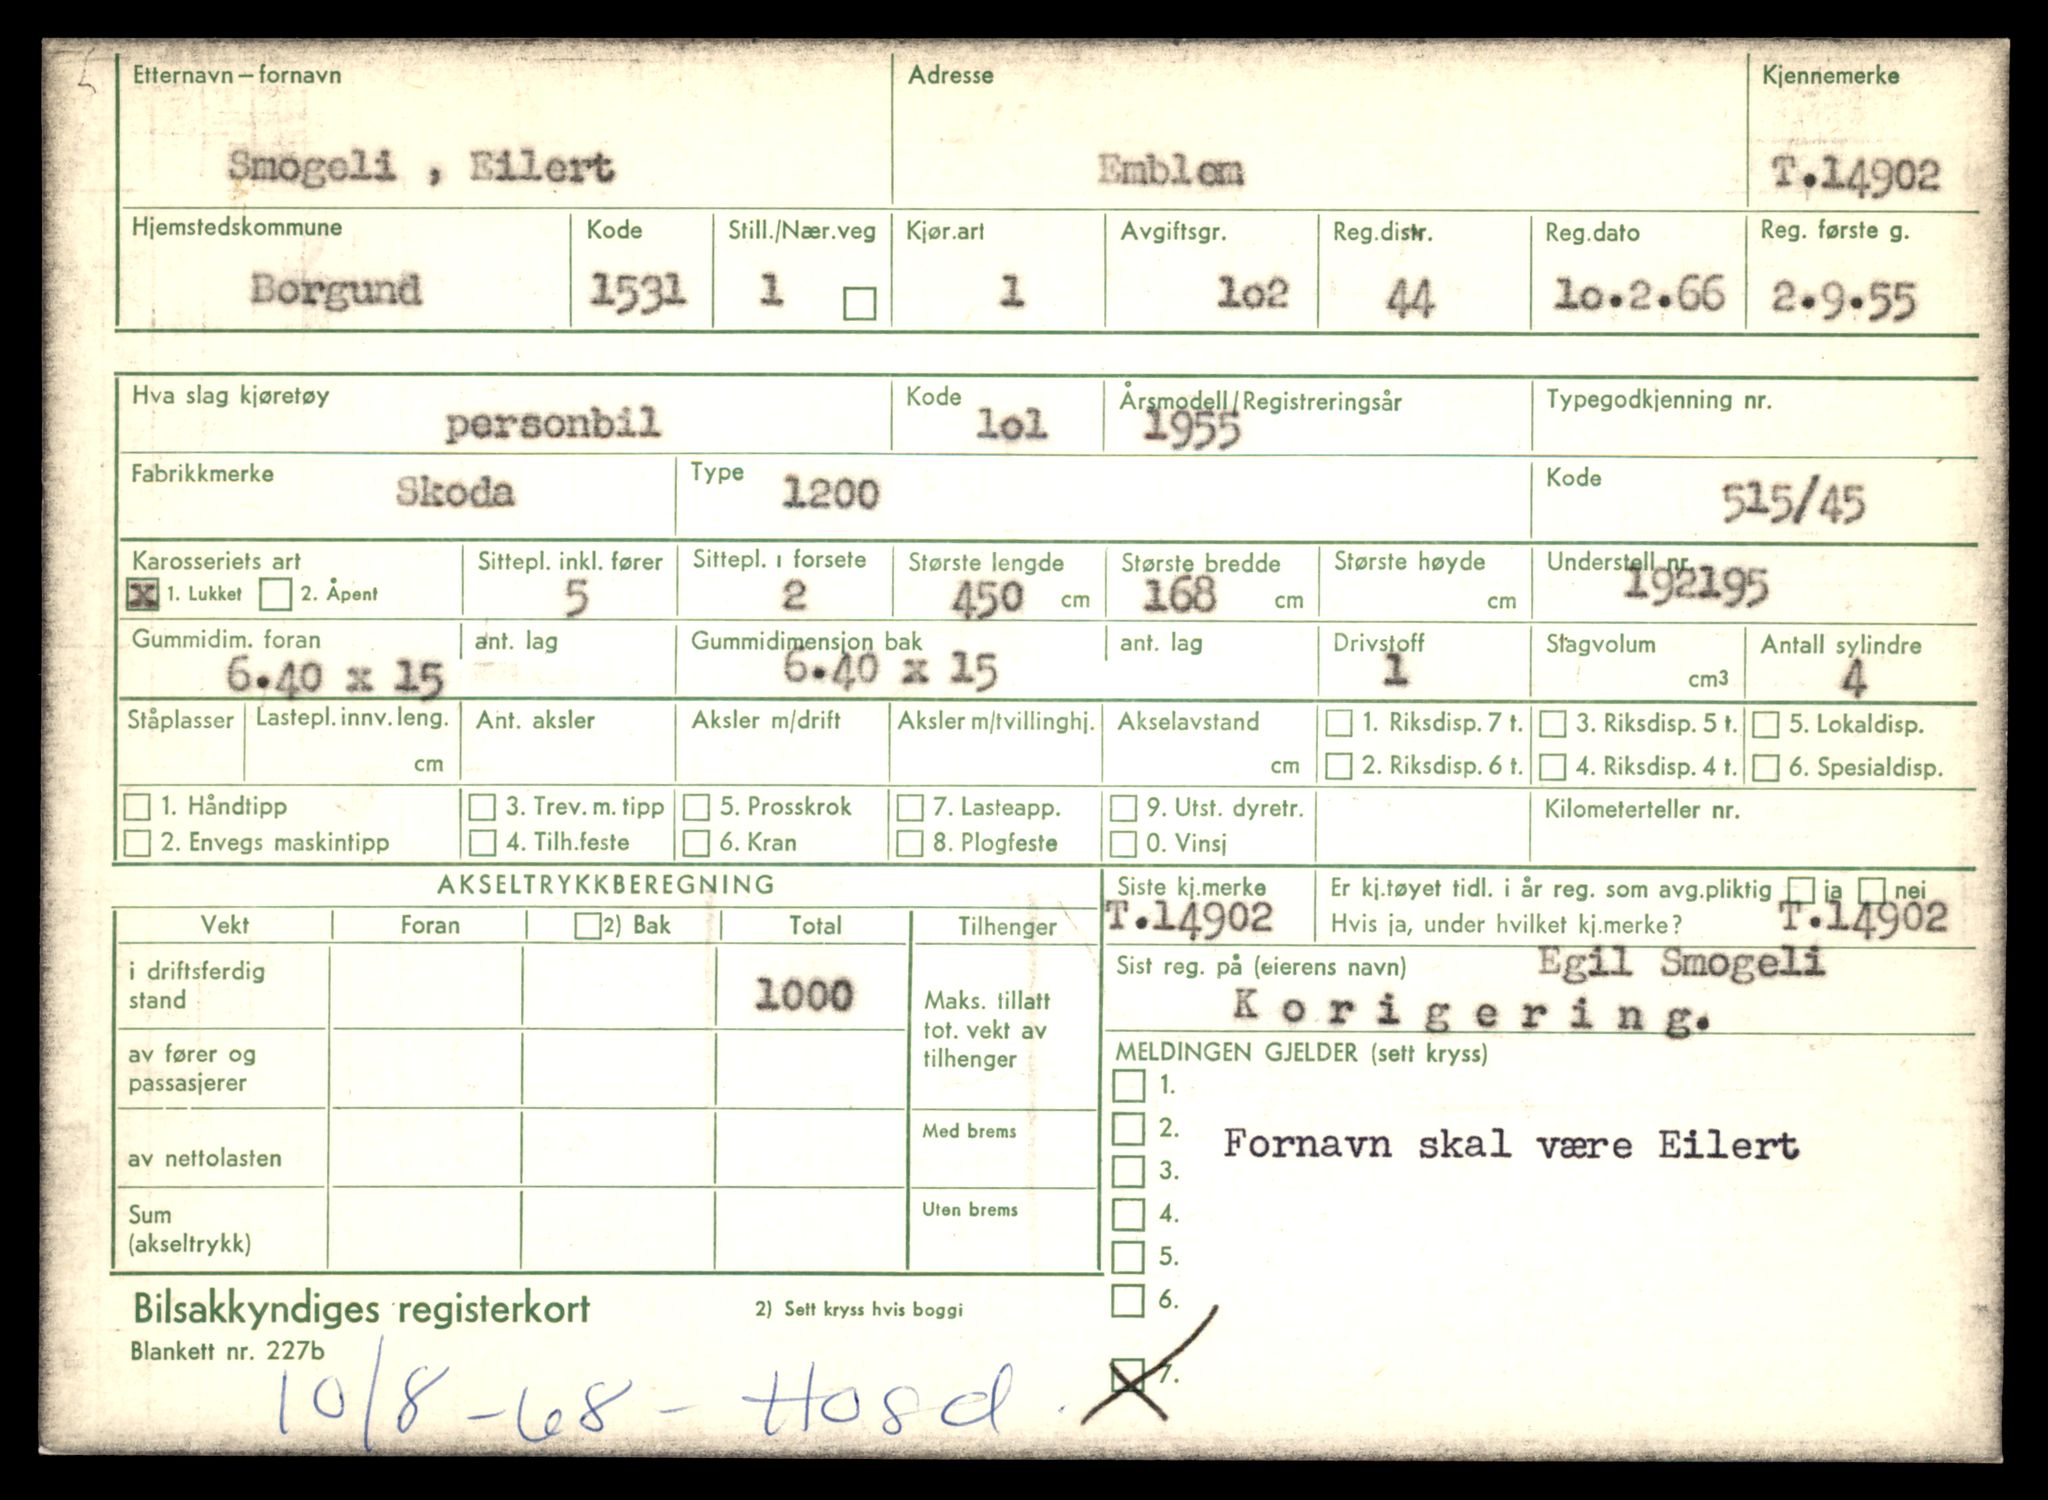 Etternavn – fornavn Adresse Kjennemerke
Smogeli , Eilert Emblem T.14902
Hjemstedskommune Kode Still./Nær.veg Kjør.art Avgiftsgr. Reg.distr. Reg.dato Reg. første g.
Borgund 1531 1 1 lo2 44 lo.2.66 2.9.55
Hva slag kjøretøy Kode Årsmodell/Registreringsår Typegodkjenning nr.
personbil lol 1955
Fabrikkmerke Type Kode
Skoda 1200 515/45
Karosseriets art Sittepl. inkl. fører Sittepl. i forsete Største lengde Største bredde Største høyde Understell nr.
x 1. Lukket 2. Åpent 5 2 450 cm 168 cm cm 192195
Gummidim. foran ant. lag Gummidimensjon bak ant. lag Drivstoff Slagvolum Antall sylindre
6.40 x 15 6.40 x 15 1 cm3 4
Ståplasser Lastepl. innv. leng. Ant. aksler Aksler m/drift Aksler m/tvillinghj. Akselavstand 1. Riksdisp. 7 t. 3. Riksdisp. 5 t. 5. Lokaldisp.
cm cm 2. Riksdisp. 6 t. 4. Riksdisp. 4 t. 6. Spesialdisp.
1. Håndtipp 3. Trev. m. tipp 5. Prosskrok 7. Lasteapp. 9. Utst. dyretr. Kilometerteller nr.
2. Envegs maskintipp 4. Tilh.feste 6. Kran 8. Plogfeste 0. Vinsj
AKSELTRYKKBEREGNING Siste kj.merke Er kj.tøyet tidl. i år reg. som avg.pliktig ja nei
Vekt Foran 2) Bak Total Tilhenger T.14902 Hvis ja, under hvilket kj.merke? T.14902
i driftsferdig stand 1000 Sist reg. på (eierens navn) Egil Smogeli
Maks. tillatt tot. vekt av tilhenger Korigering.
av fører og passasjerer MELDINGEN GJELDER (sett kryss)
1.
Med brems 2. Fornavn skal være Eilert
av nettolasten 3.
Sum (akseltrykk) Uten brems 4.
5.
Bilsakkyndiges registerkort 2) Sett kryss hvis boggi 6.
Blankett nr. 227b
10/8-68 - Hosd. 7.